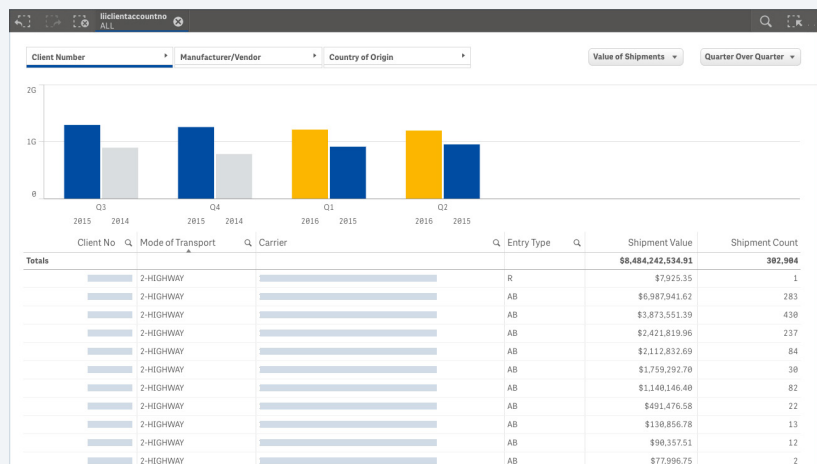 liiclientaccountno
ALL
Client Number Manufacturer/Vendor Country of Origin Value of Shipments Quarter Over Quarter
2G
1G
0
Q3 Q4 Q1 Q2
2015 2014 2015 2014 2016 2015 2016 2015
Client No Mode of Transport Carrier Entry Type Shipment Value Shipment Count
Totals $8,484,242,534.91 302,904
2-HIGHWAY R $7,925.35 1
2-HIGHWAY AB $6,987,941.62 283
2-HIGHWAY AB $3,873,551.39 430
2-HIGHWAY AB $2,421,819.96 237
2-HIGHWAY AB $2,112,832.69 84
2-HIGHWAY AB $1,759,292.70 30
2-HIGHWAY AB $1,140,146.40 82
2-HIGHWAY AB $491,476.58 22
2-HIGHWAY AB $130,856.78 13
2-HIGHWAY AB $90,357.51 12
2-HIGHWAY AB $77,996.75 2